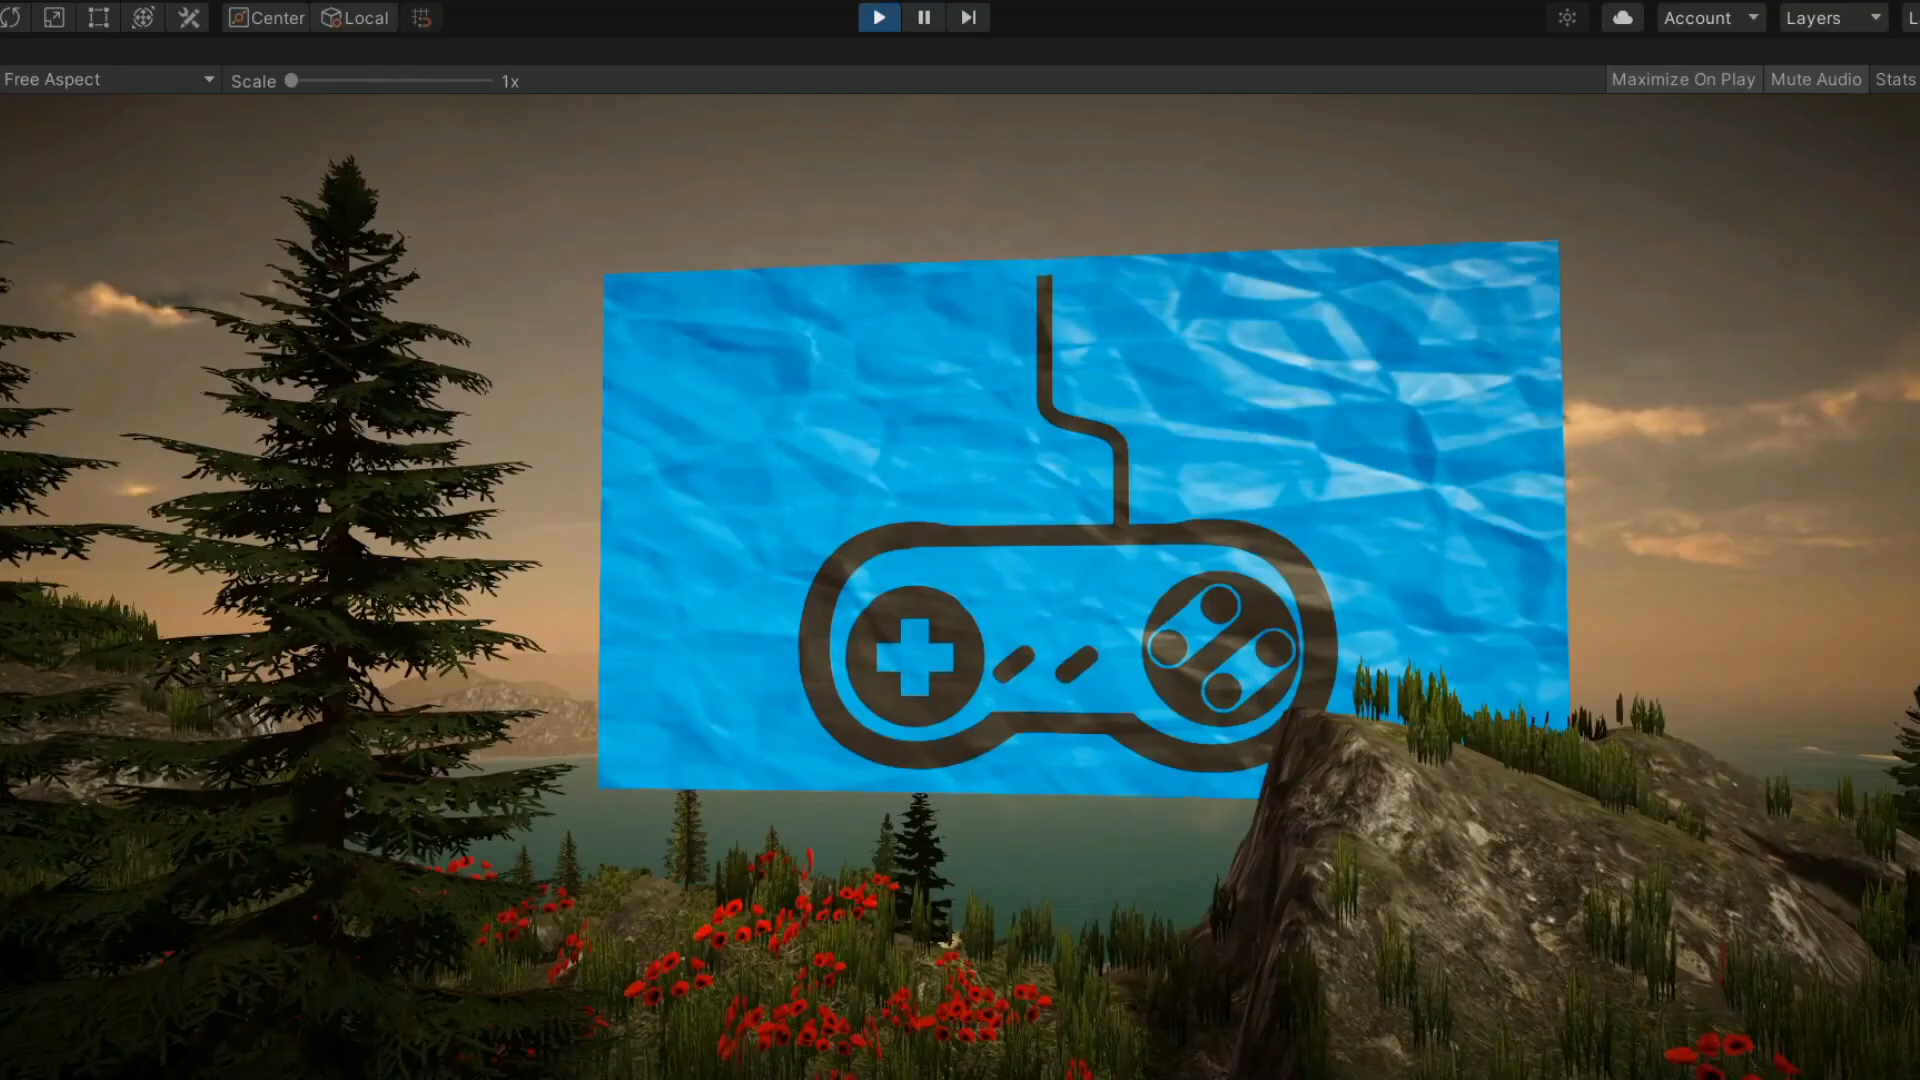 Center Local Account Layers L
Free Aspect Scale 1x Maximize On Play Mute Audio Stats